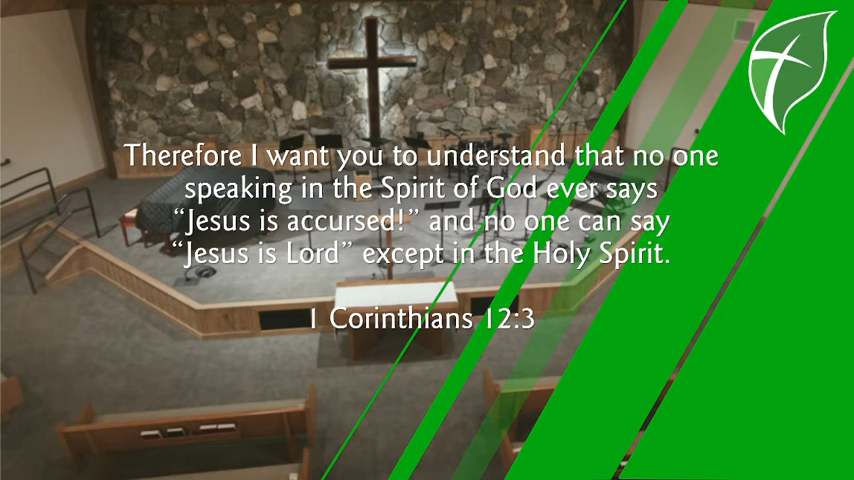 Therefore I want you to understand that no one
speaking in the Spirit of God ever says
“Jesus is accursed!” and no one can say
“Jesus is Lord” except in the Holy Spirit.
1 Corinthians 12:3